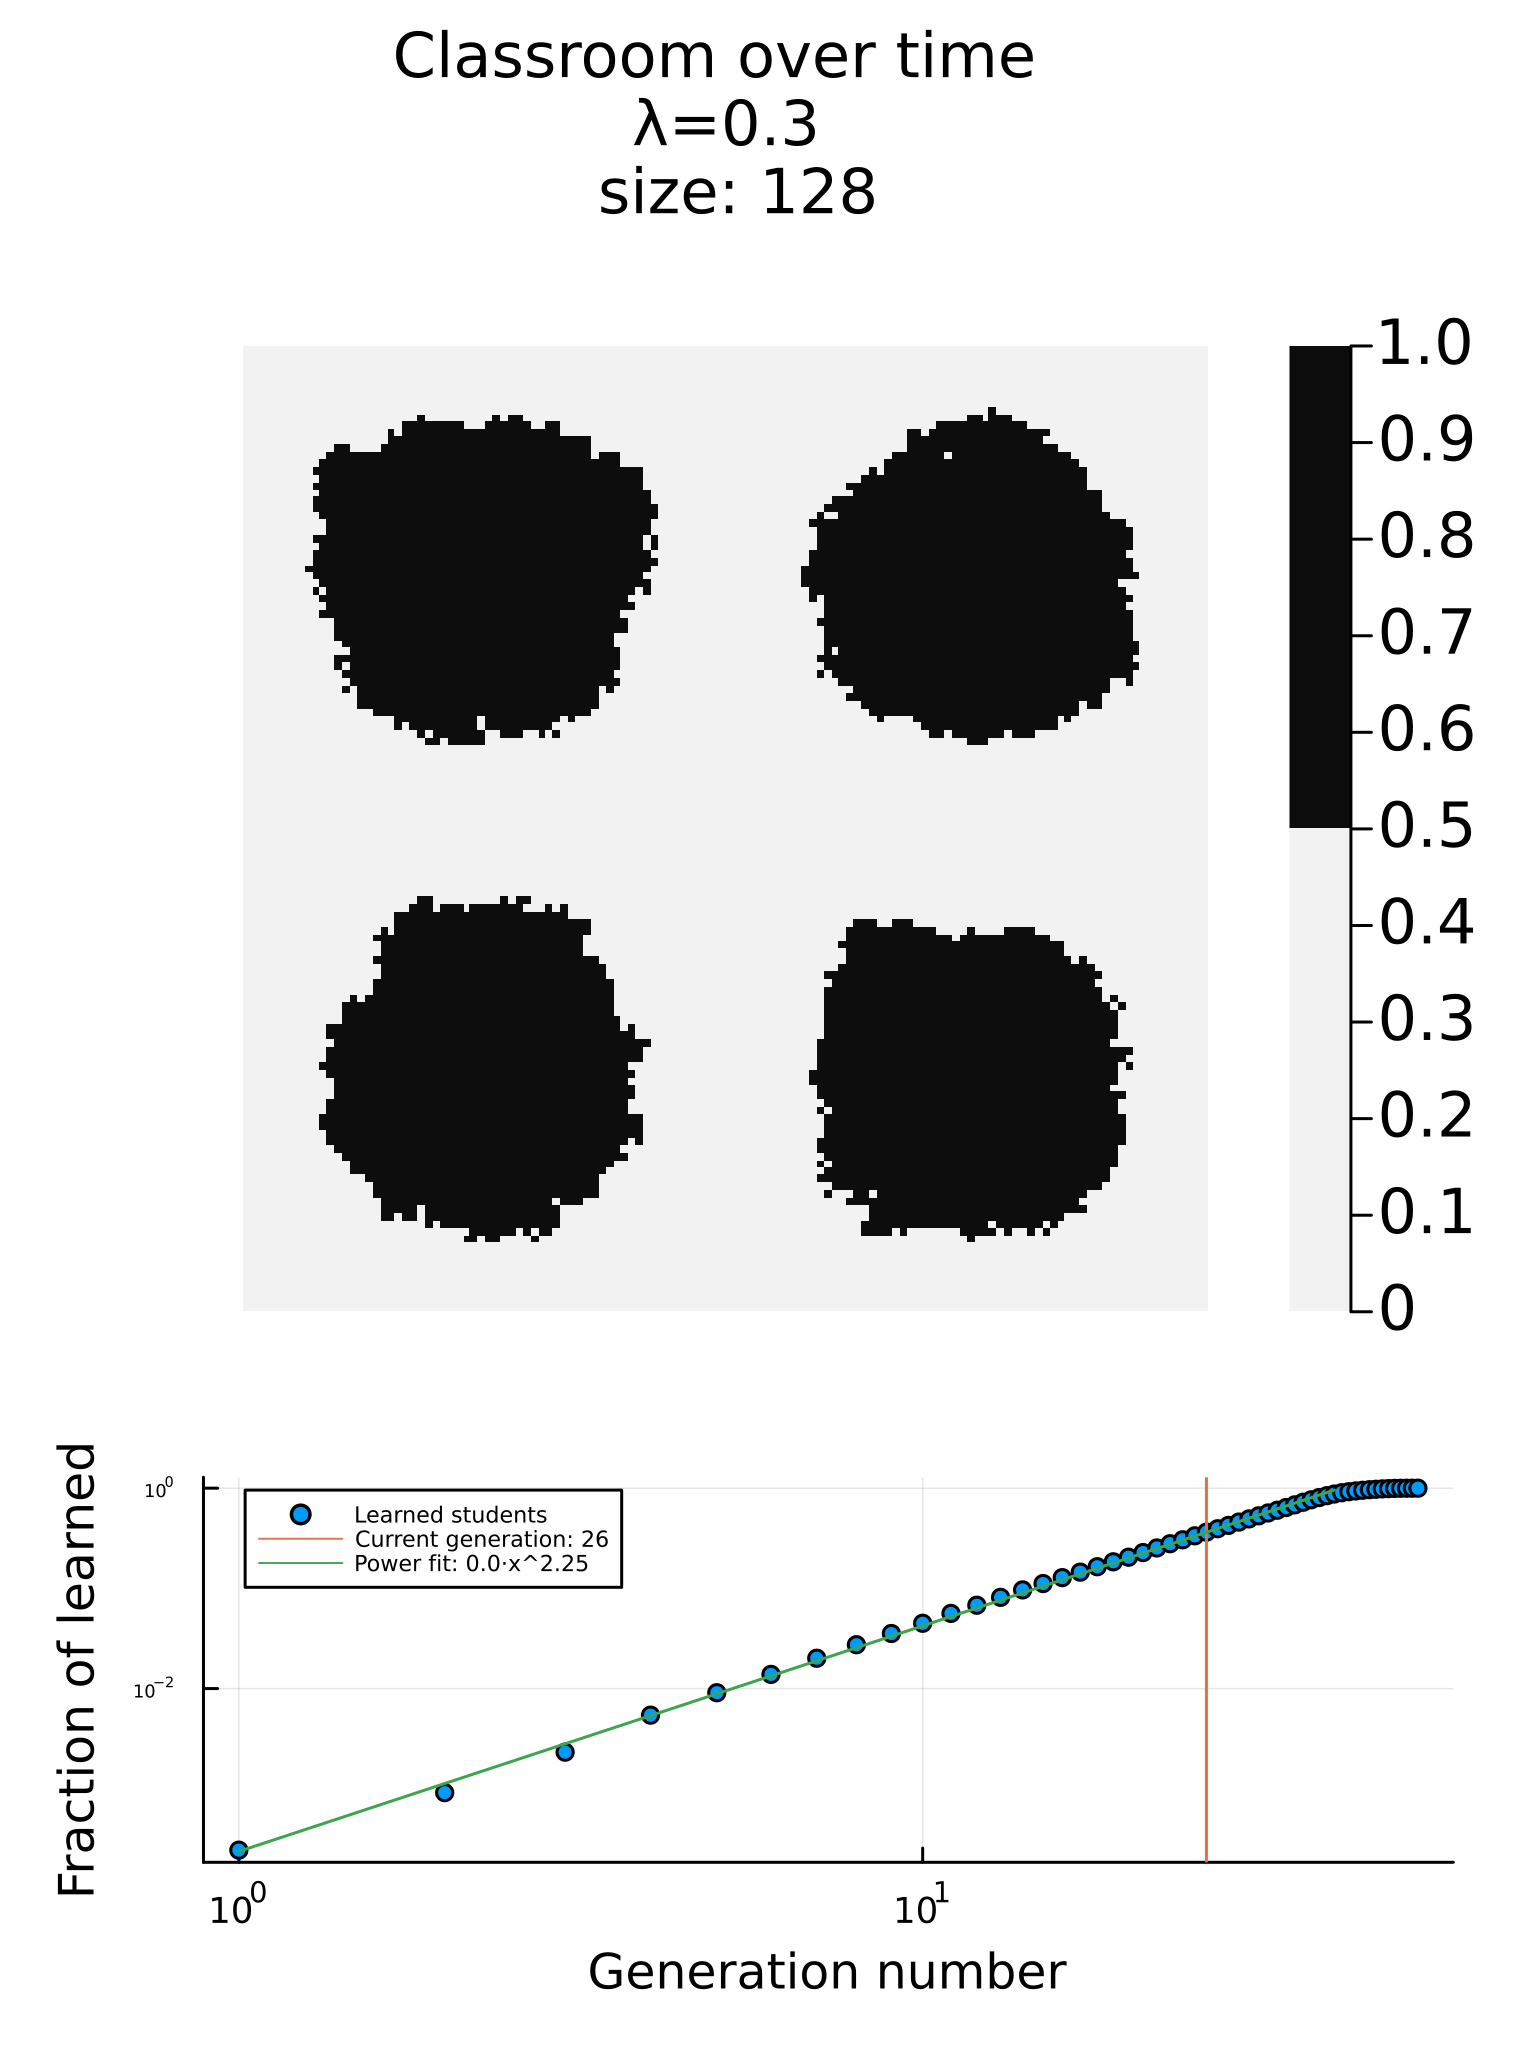 Classroom over time
λ=0.3
size: 128
1.0
0.9
0.8
0.7
0.6
0.5
0.4
0.3
0.2
0.1
0
Fraction of learned
10^0
10^−2
Learned students
Current generation: 26
Power fit: 0.0·x^2.25
10^0
10^1
Generation number